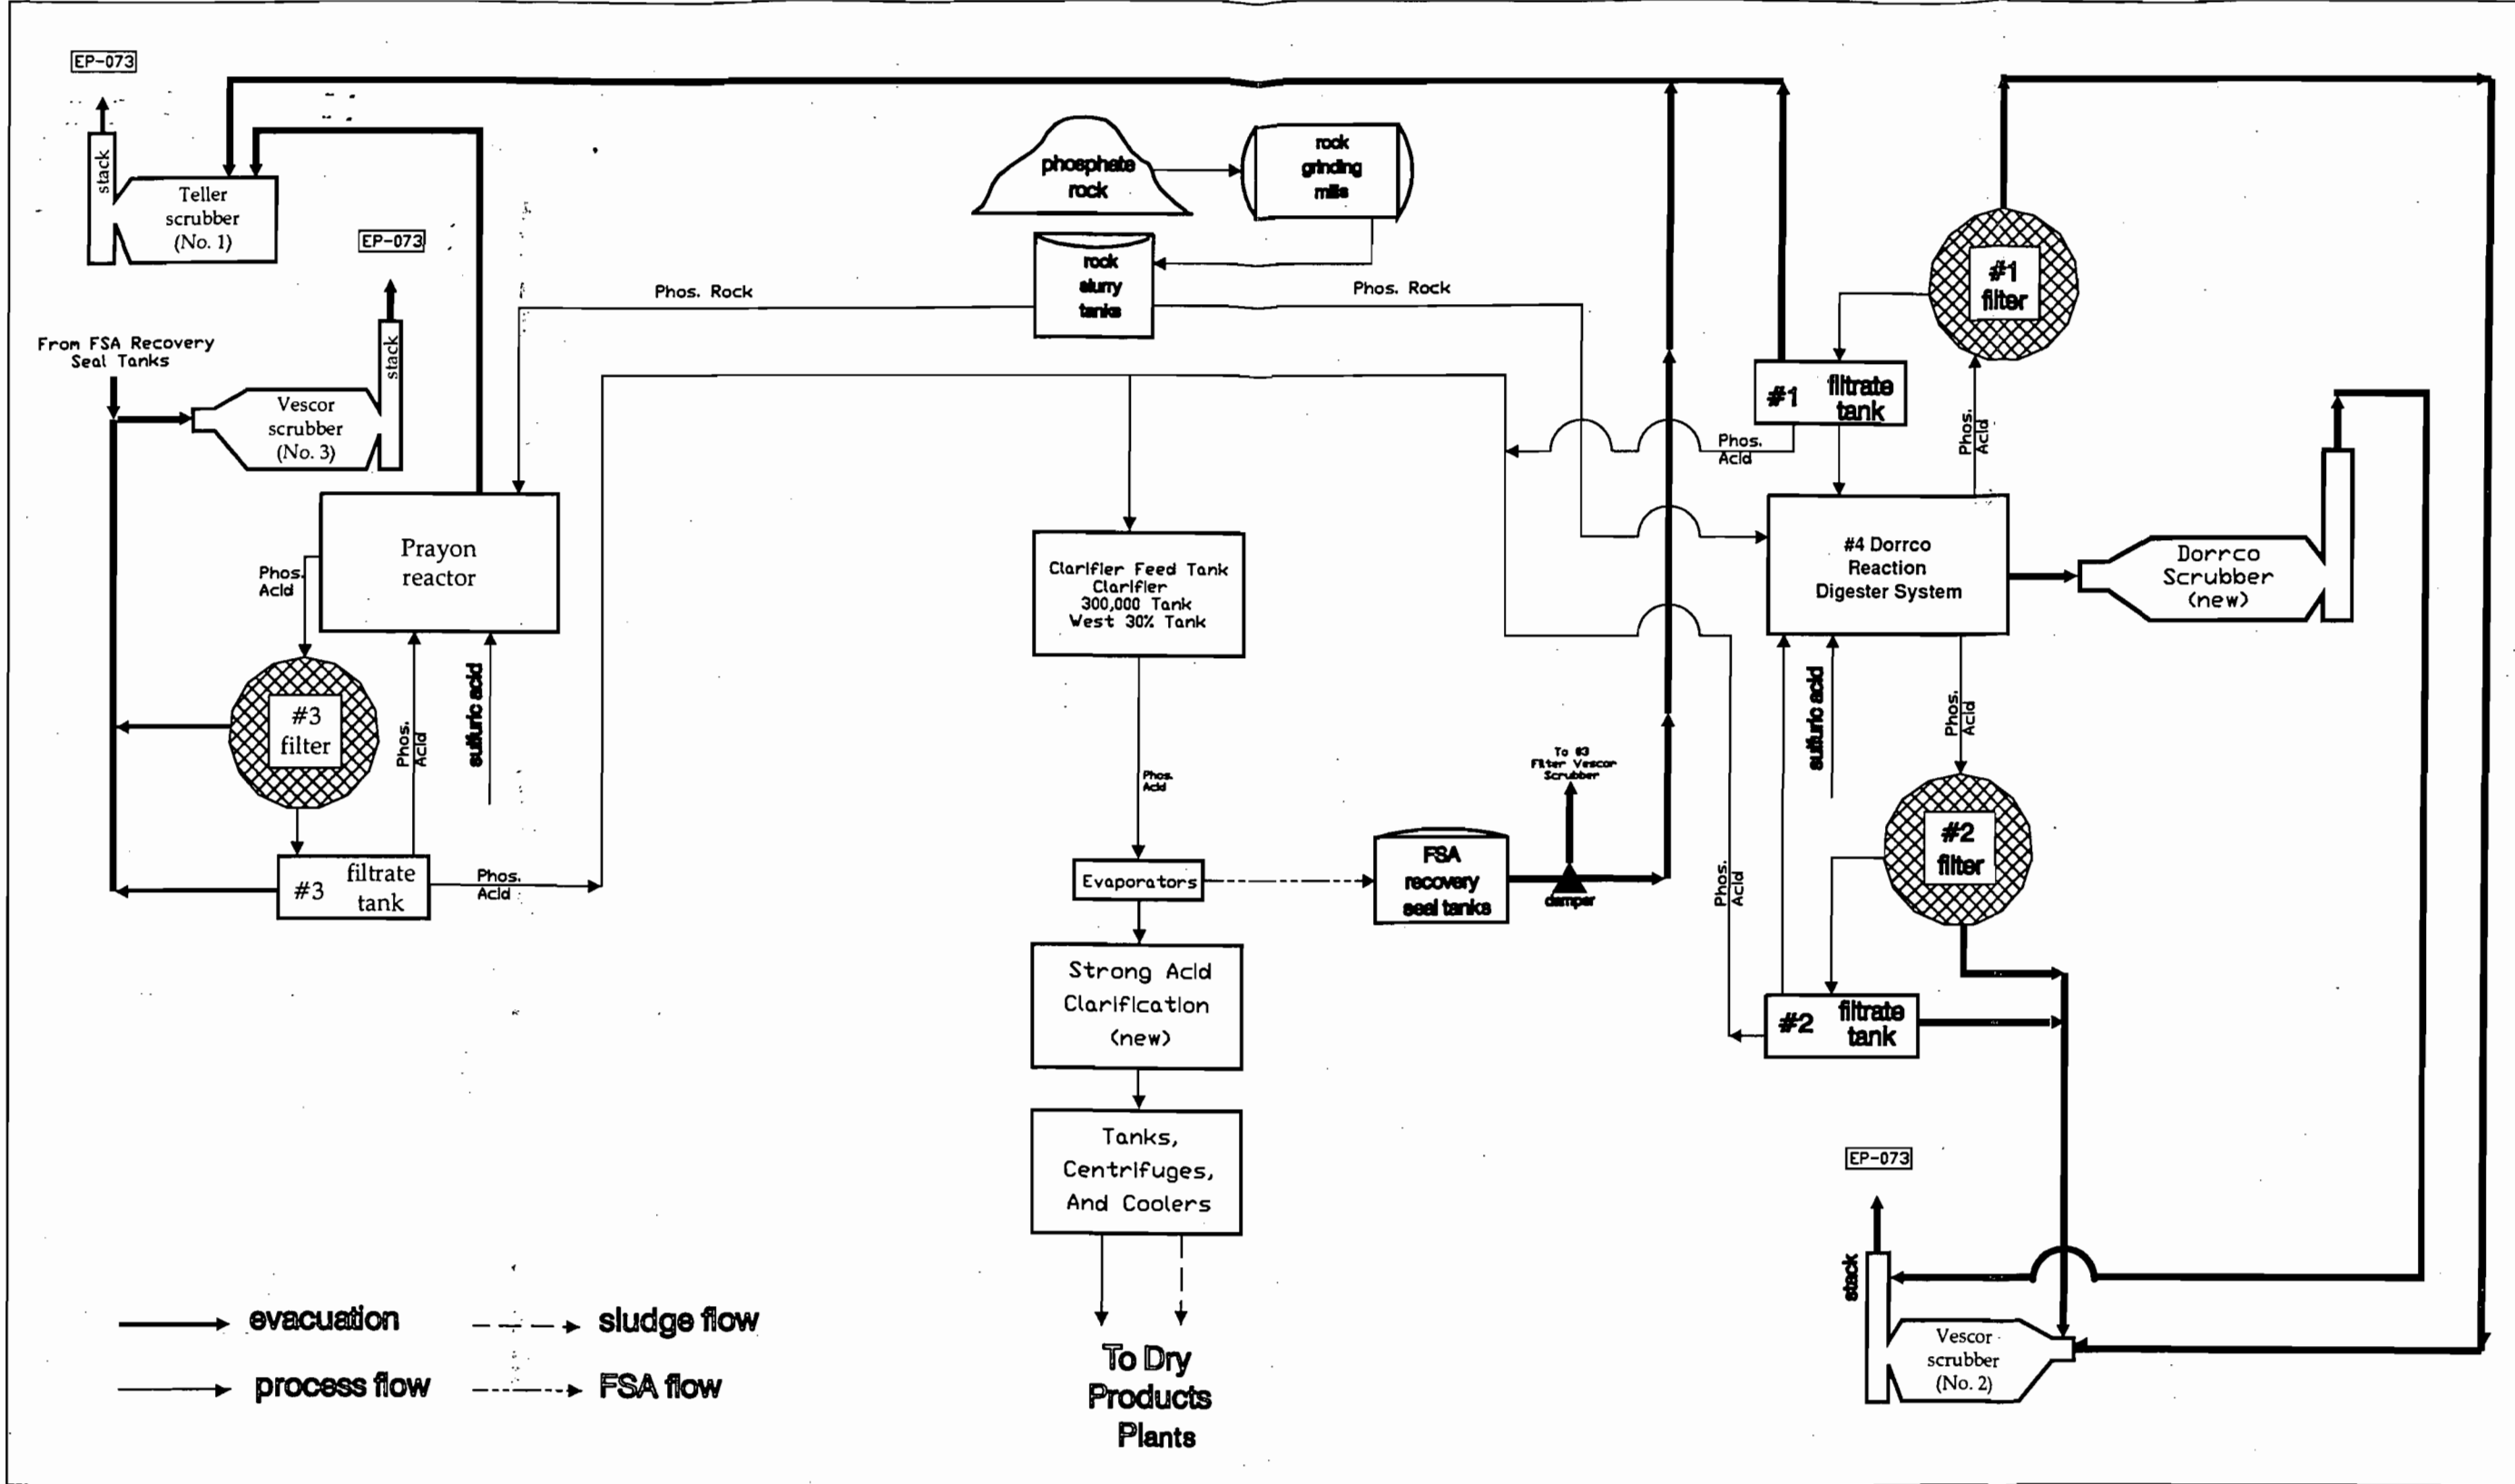 EP-073
stack
Teller
scrubber
(No. 1)
EP-073
stack
From FSA Recovery
Seal Tanks
Vescor
scrubber
(No. 3)
phosphate
rock
rock
grinding
mills
rock
slurry
tanks
Phos. Rock
Phos. Rock
#1
filter
#1 filtrate
tank
Phos.
Acid
Phos.
Acid
Prayon
reactor
Phos.
Acid
#3
filter
Phos.
Acid
sulfuric acid
#3 filtrate
tank
Phos.
Acid
Clarifier Feed Tank
Clarifier
300,000 Tank
West 30% Tank
Phos.
Acid
Evaporators
FSA
recovery
seal tanks
To #3
Filter Vescor
Scrubber
damper
#4 Dorrco
Reaction
Digester System
Dorrco
Scrubber
(new)
sulfuric acid
Phos.
Acid
#2
filter
Phos.
Acid
#2 filtrate
tank
Strong Acid
Clarification
(new)
Tanks,
Centrifuges,
And Coolers
To Dry
Products
Plants
EP-073
stack
Vescor
scrubber
(No. 2)
evacuation
sludge flow
process flow
FSA flow